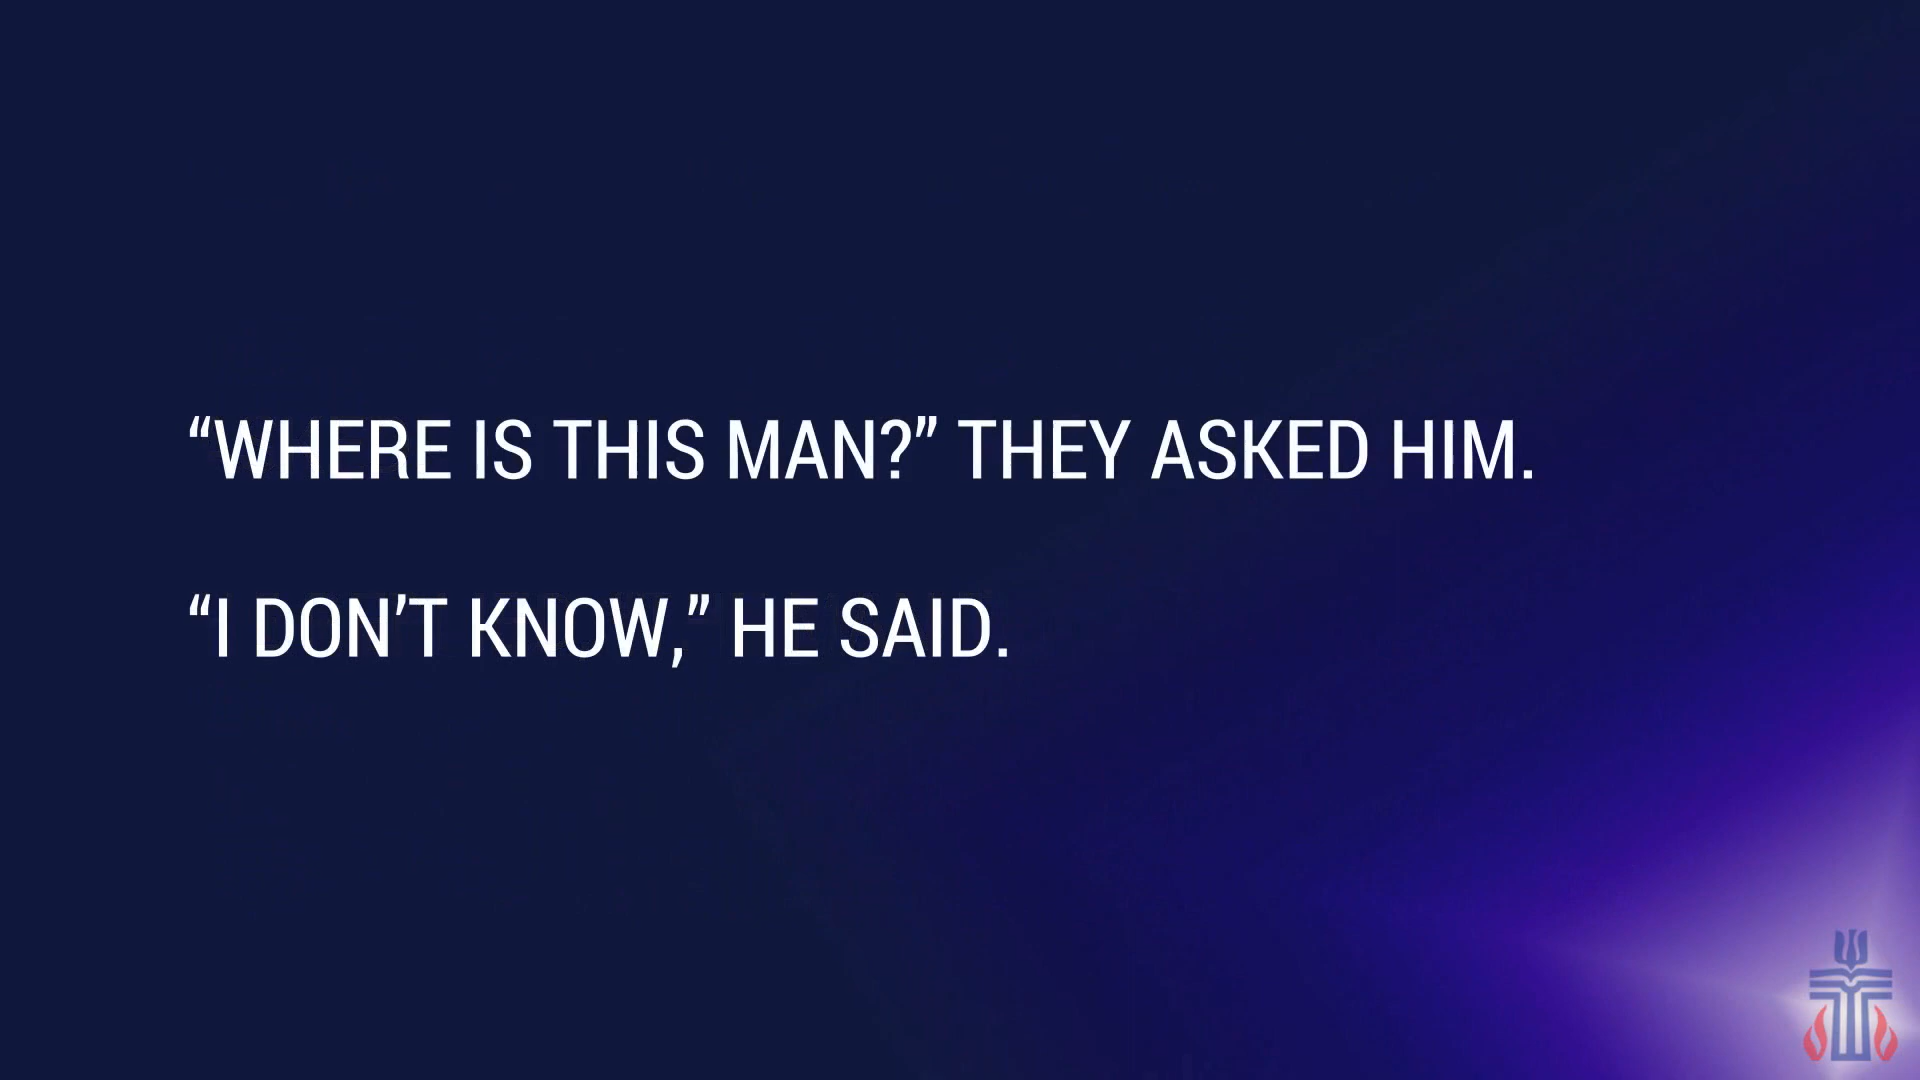 “WHERE IS THIS MAN?” THEY ASKED HIM.
“I DON’T KNOW,” HE SAID.